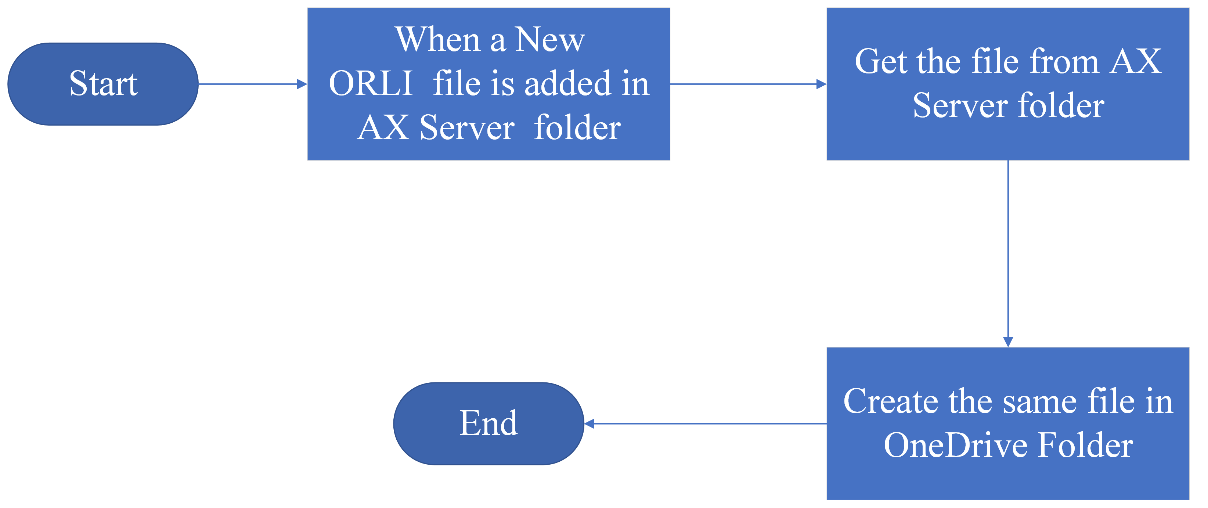 Start
When a New
ORLI  file is added in
AX Server  folder
Get the file from AX
Server folder
Create the same file in
OneDrive Folder
End